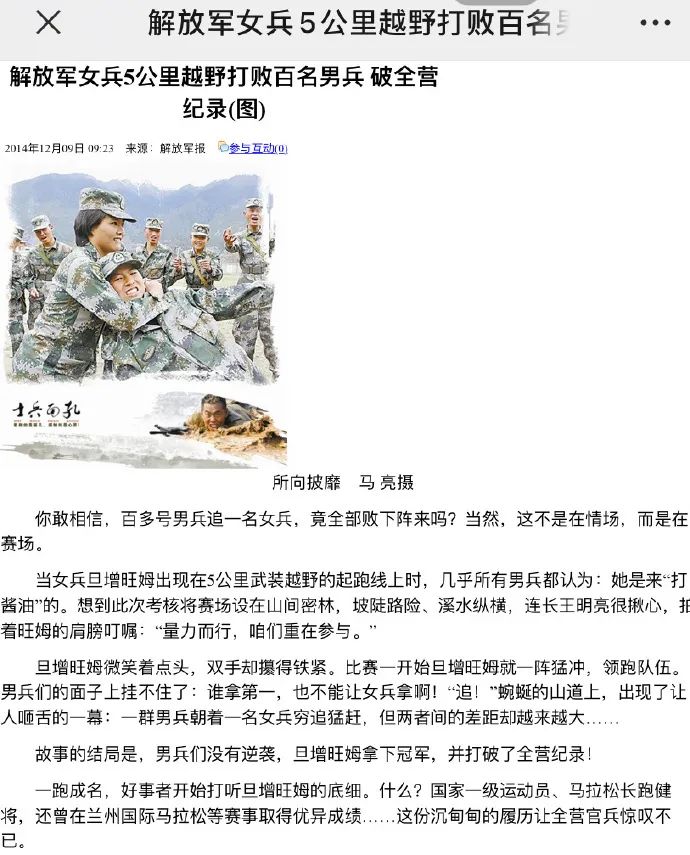 解放军女兵5公里越野打败百名男
解放军女兵5公里越野打败百名男兵 破全营
纪录(图)
2014年12月09日 09:23 来源：解放军报 参与互动(0)
士兵面孔
所向披靡 马 亮摄
你敢相信，百多号男兵追一名女兵，竟全部败下阵来吗？当然，这不是在情场，而是在
赛场。
当女兵旦增旺姆出现在5公里武装越野的起跑线上时，几乎所有男兵都认为：她是来“打
酱油”的。想到此次考核将赛场设在山间密林，坡陡路险、溪水纵横，连长王明亮很揪心，拍
着旺姆的肩膀叮嘱：“量力而行，咱们重在参与。”
旦增旺姆微笑着点头，双手却攥得铁紧。比赛一开始旦增旺姆就一阵猛冲，领跑队伍。
男兵们的面子上挂不住了：谁拿第一，也不能让女兵拿啊！“追！”蜿蜒的山道上，出现了让
人咂舌的一幕：一群男兵朝着一名女兵穷追猛赶，但两者间的差距却越来越大……
故事的结局是，男兵们没有逆袭，旦增旺姆拿下冠军，并打破了全营纪录！
一跑成名，好事者开始打听旦增旺姆的底细。什么？国家一级运动员、马拉松长跑健
将，还曾在兰州国际马拉松等赛事取得优异成绩……这份沉甸甸的履历让全营官兵惊叹不
已。